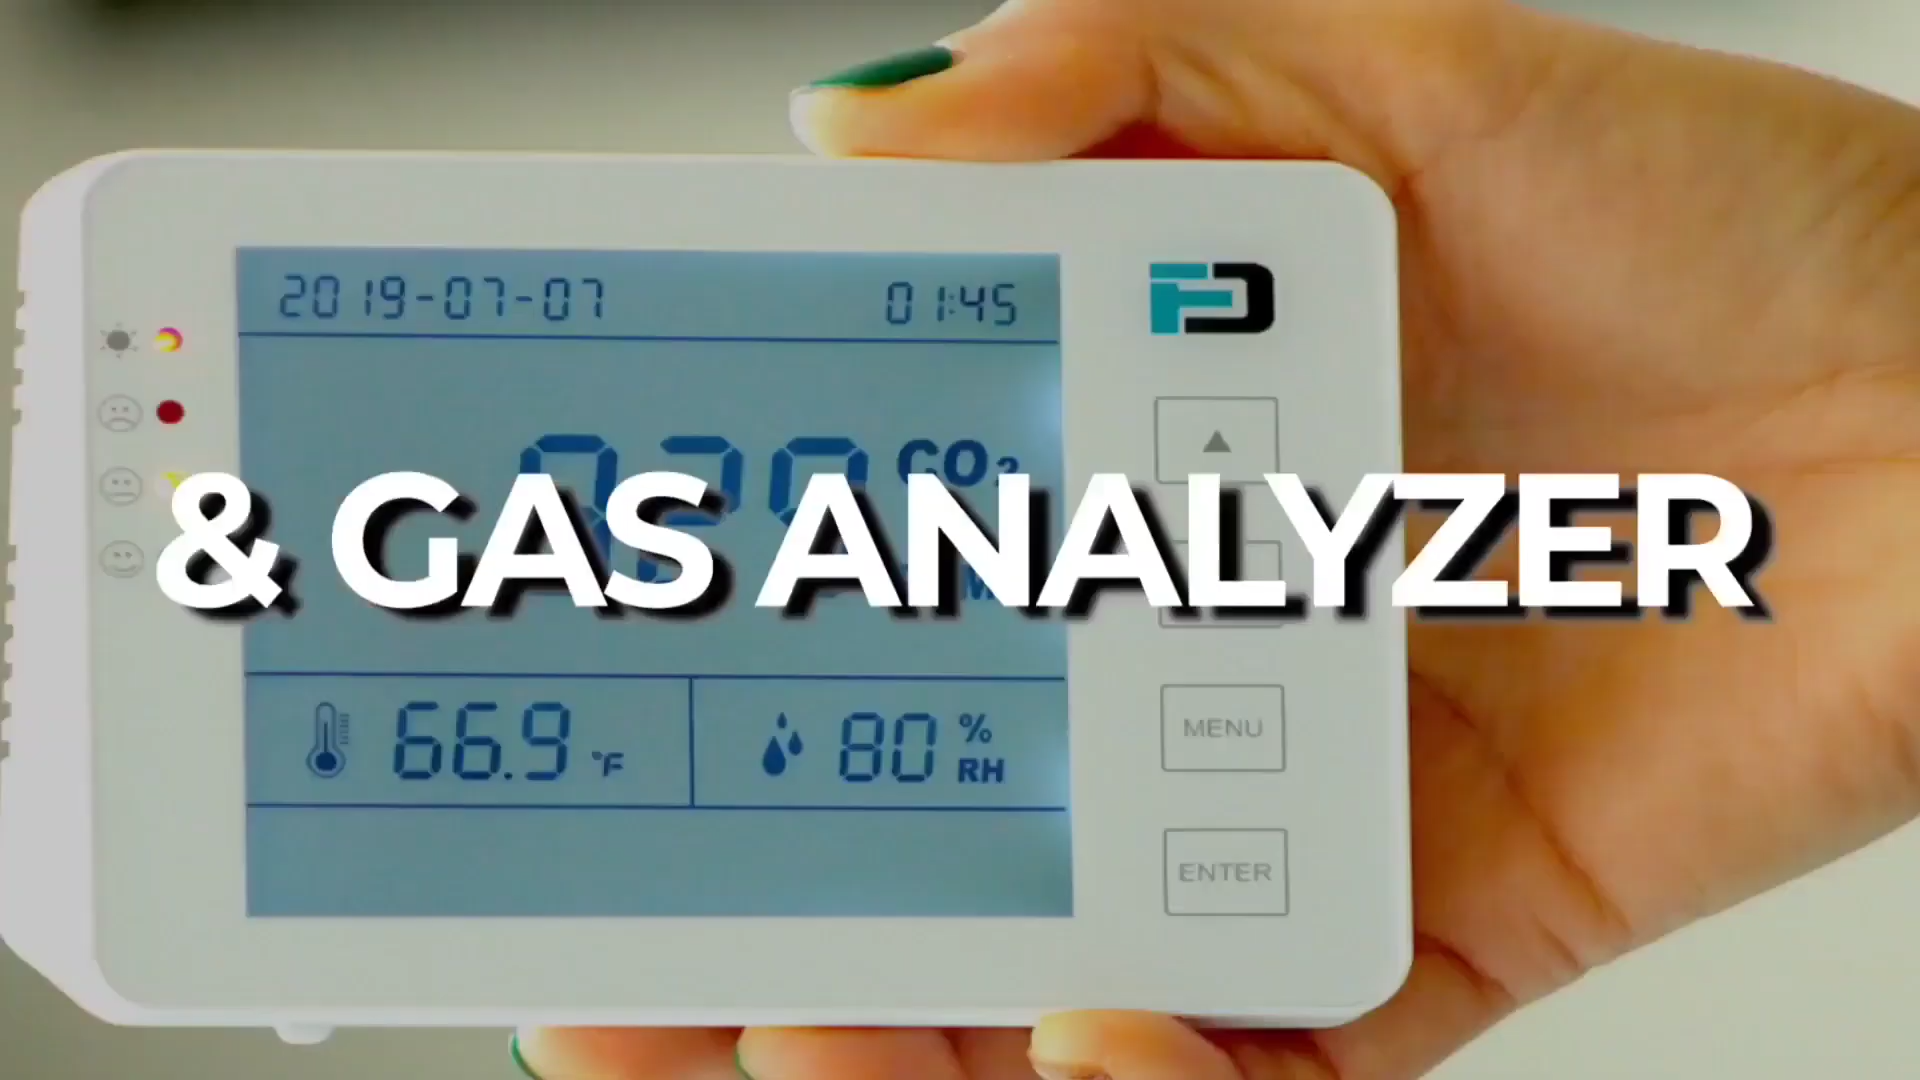 2019-07-07 01:45
CO₂
& GAS ANALYZER
66.9 °F 80 % RH
MENU
ENTER